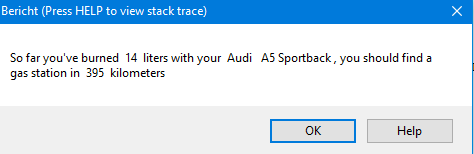 Bericht (Press HELP to view stack trace)
So far you've burned 14 liters with your Audi A5 Sportback , you should find a
gas station in 395 kilometers
OK
Help